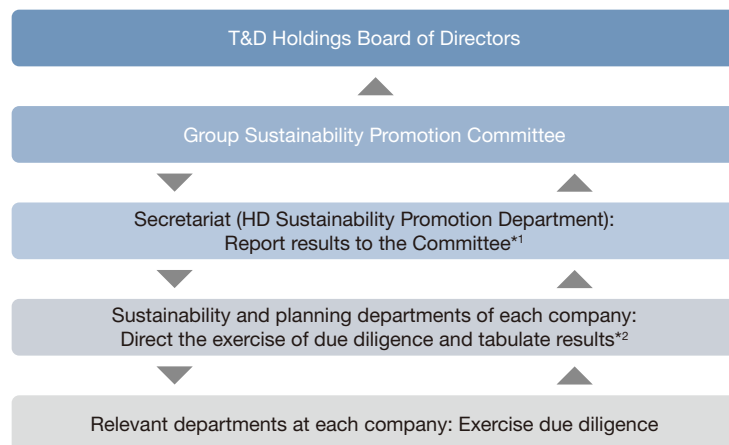 T&D Holdings Board of Directors
Group Sustainability Promotion Committee
Secretariat (HD Sustainability Promotion Department):
Report results to the Committee*1
Sustainability and planning departments of each company:
Direct the exercise of due diligence and tabulate results*2
Relevant departments at each company: Exercise due diligence